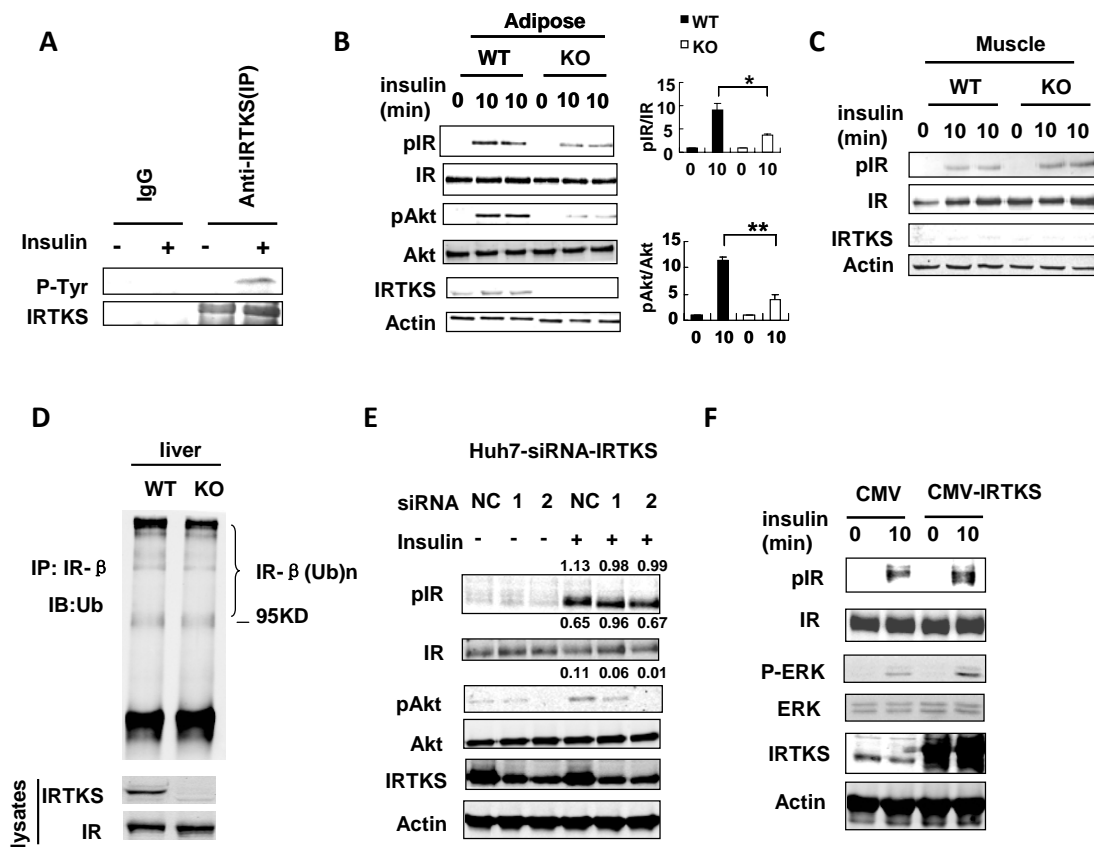 A
IgG
Anti-IRTKS(IP)
Insulin - + - +
P-Tyr
IRTKS
B
Adipose
WT KO
insulin (min) 0 10 10 0 10 10
pIR
IR
pAkt
Akt
IRTKS
Actin
WT
KO
pIR/IR
15
10
5
0
*
0 10 0 10
pAkt/Akt
15
10
5
0
**
0 10 0 10
C
Muscle
WT KO
insulin (min) 0 10 10 0 10 10
pIR
IR
IRTKS
Actin
D
liver
WT KO
IP: IR-β
IB:Ub
IR-β(Ub)n
95KD
lysates
IRTKS
IR
E
Huh7-siRNA-IRTKS
siRNA NC 1 2 NC 1 2
Insulin - - - + + +
1.13 0.98 0.99
pIR
0.65 0.96 0.67
IR
0.11 0.06 0.01
pAkt
Akt
IRTKS
Actin
F
CMV CMV-IRTKS
insulin (min) 0 10 0 10
pIR
IR
P-ERK
ERK
IRTKS
Actin